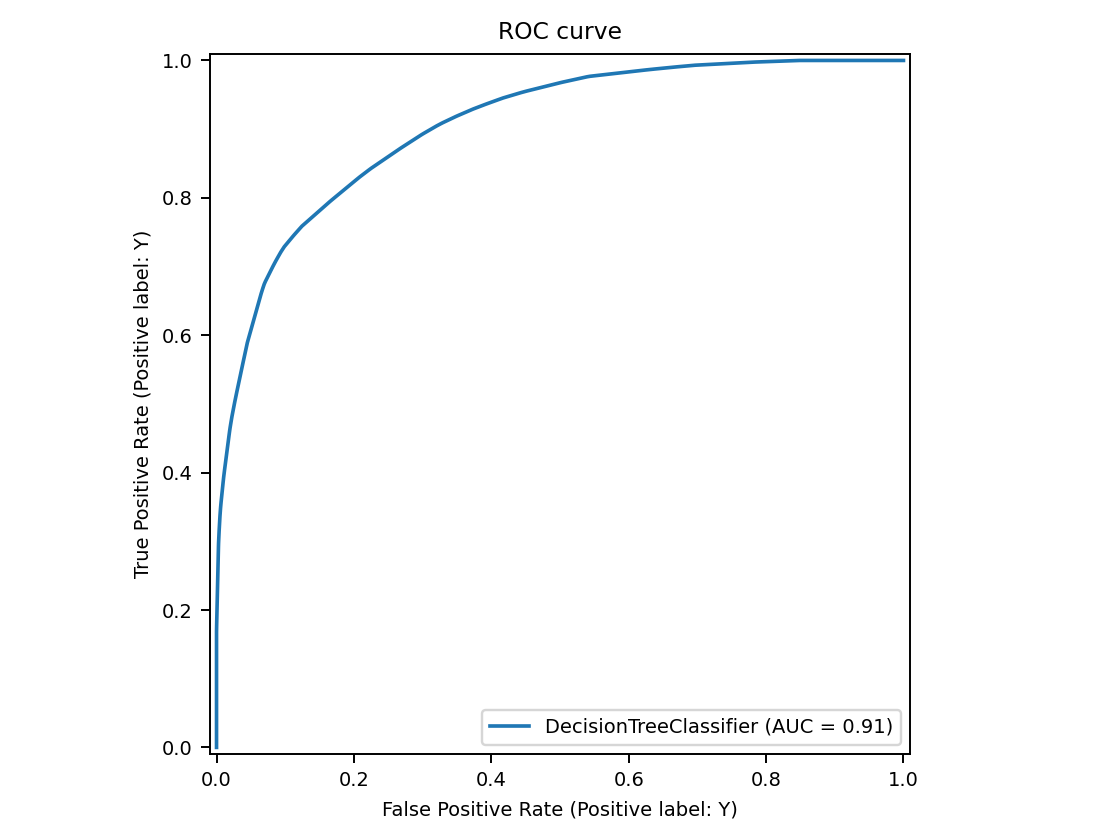 ROC curve
1.0
0.8
0.6
0.4
0.2
0.0
True Positive Rate (Positive label: Y)
DecisionTreeClassifier (AUC = 0.91)
0.0 0.2 0.4 0.6 0.8 1.0
False Positive Rate (Positive label: Y)